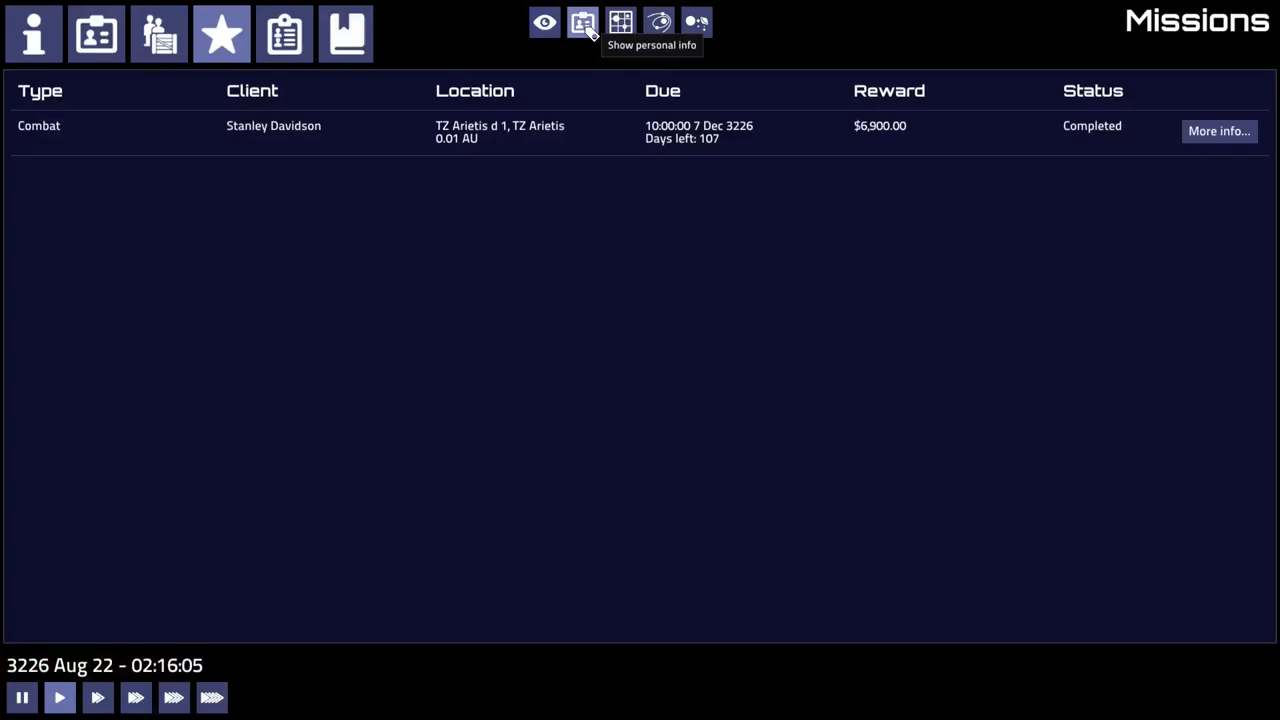 Missions
Show personal info
Type Client Location Due Reward Status
Combat Stanley Davidson TZ Arietis d 1, TZ Arietis 10:00:00 7 Dec 3226 $6,900.00 Completed More info...
0.01 AU Days left: 107
3226 Aug 22 - 02:16:05